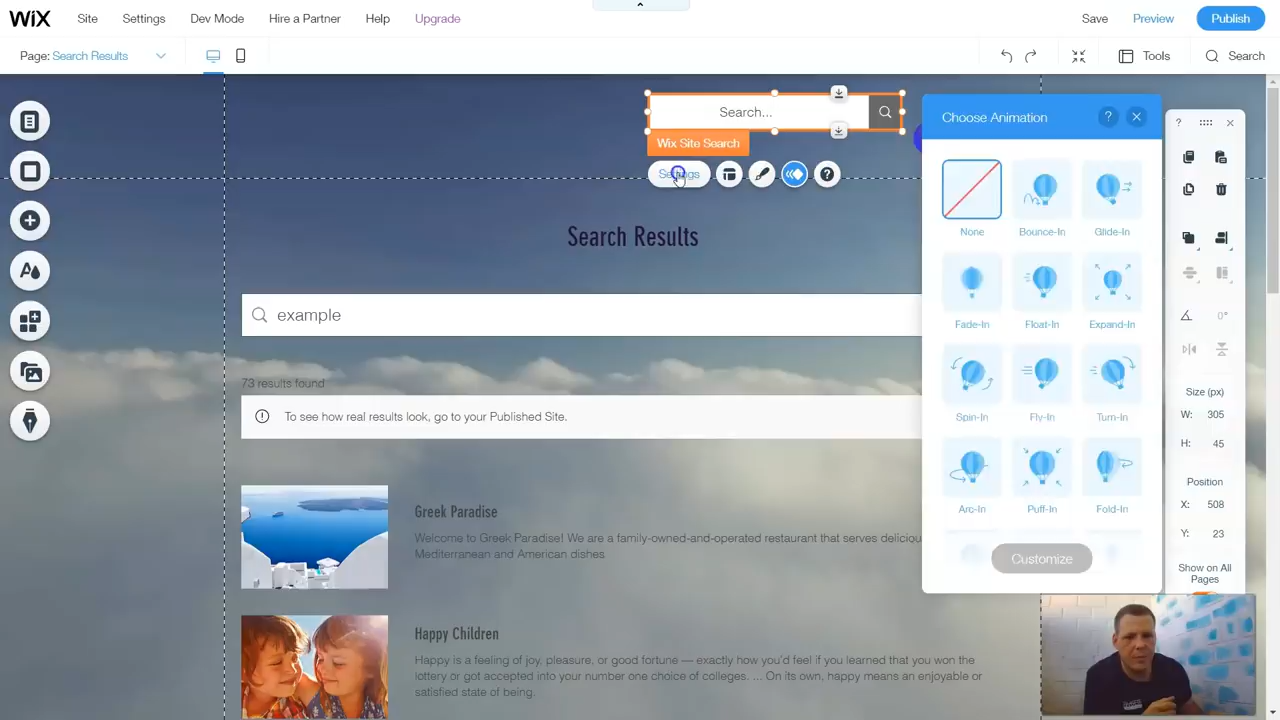 WiX
Site
Settings
Dev Mode
Hire a Partner
Help
Upgrade
Save
Preview
Publish
Page: Search Results
Tools
Search
Search...
Wix Site Search
Settings
?
Choose Animation
?
None
Bounce-In
Glide-In
Fade-In
Float-In
Expand-In
Spin-In
Fly-In
Turn-In
Arc-In
Puff-In
Fold-In
Customize
?
0°
Size (px)
W: 305
H: 45
Position
X: 508
Y: 23
Show on All
Pages
Search Results
example
73 results found
To see how real results look, go to your Published Site.
Greek Paradise
Welcome to Greek Paradise! We are a family-owned-and-operated restaurant that serves deliciou
Mediterranean and American dishes.
Happy Children
Happy is a feeling of joy, pleasure, or good fortune — exactly how you'd feel if you learned that you won the
lottery or got accepted into your number one choice of colleges. ... On its own, happy means an enjoyable or
satisfied state of being.